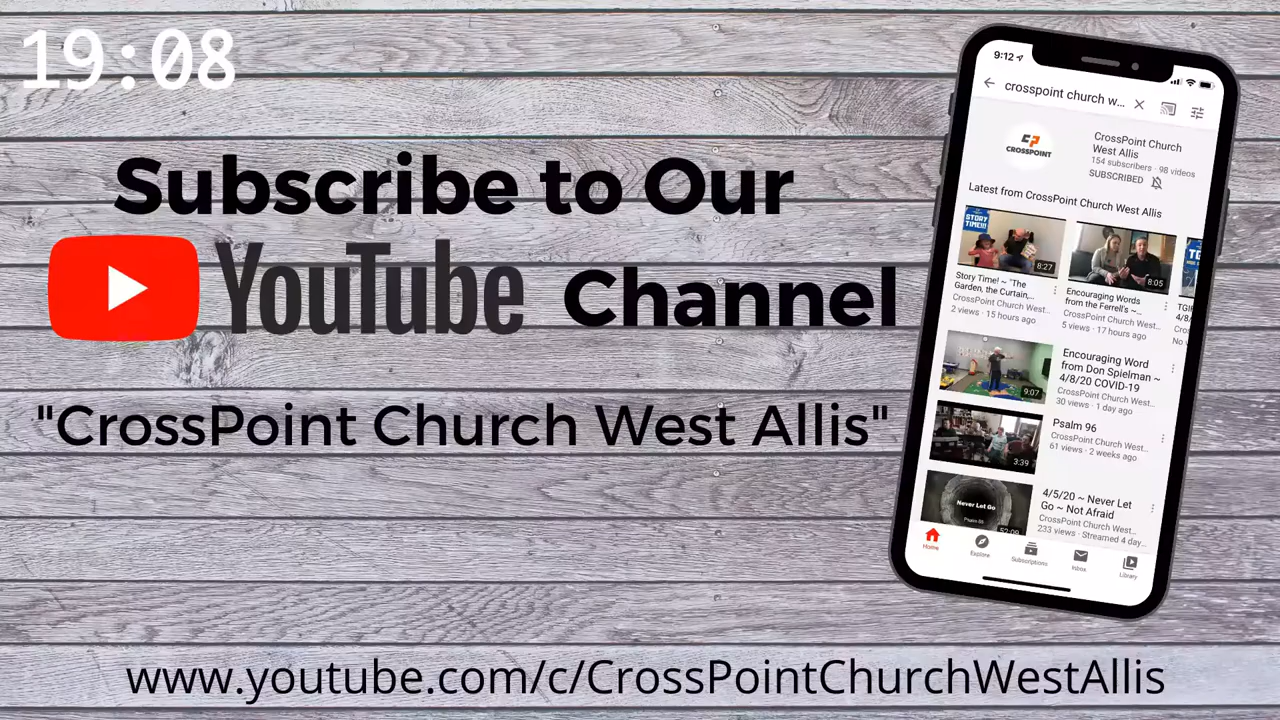 19:08
Subscribe to Our
YouTube Channel
"CrossPoint Church West Allis"
www.youtube.com/c/CrossPointChurchWestAllis
9:12
crosspoint church w...
CROSSPOINT
CrossPoint Church
West Allis
154 subscribers · 98 videos
SUBSCRIBED
Latest from CrossPoint Church West Allis
STORY
TIME!!!
8:27
8:05
Story Time! ~ "The
Garden, the Curtain,...
CrossPoint Church West...
2 views · 15 hours ago
Encouraging Words
from the Ferrell's ~...
CrossPoint Church West...
5 views · 17 hours ago
9:07
Encouraging Word
from Don Spielman ~
4/8/20 COVID-19
CrossPoint Church West...
30 views · 1 day ago
3:39
Psalm 96
CrossPoint Church West...
61 views · 2 weeks ago
Never Let Go
52:09
4/5/20 ~ Never Let
Go ~ Not Afraid
CrossPoint Church West...
233 views · Streamed 4 day...
Home
Explore
Subscriptions
Inbox
Library